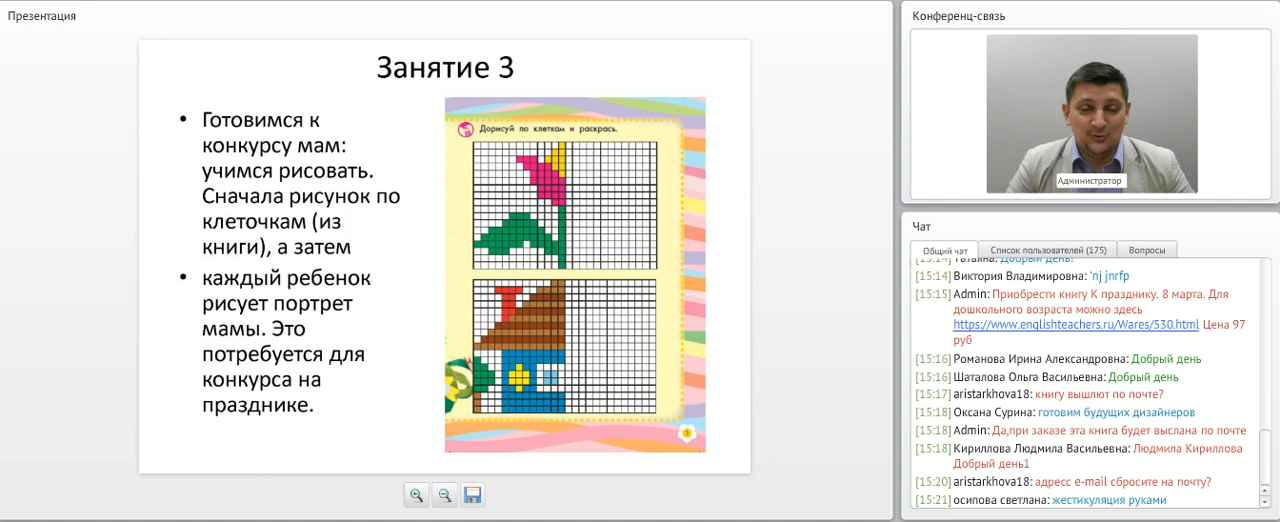 Презентация
Занятие 3
• Готовимся к
конкурсу мам:
учимся рисовать.
Сначала рисунок по
клеточкам (из
книги), а затем
• каждый ребенок
рисует портрет
мамы. Это
потребуется для
конкурса на
празднике.
Дорисуй по клеткам и раскрась.
Конференц-связь
Администратор
Чат
Общий чат
Список пользователей (175)
Вопросы
[15:14] Татьяна: Добрый день!
[15:14] Виктория Владимировна: 'nj jnrfp
[15:15] Admin: Приобрести книгу К празднику. 8 марта. Для
дошкольного возраста можно здесь
https://www.englishteachers.ru/Wares/530.html Цена 97
руб
[15:16] Романова Ирина Александровна: Добрый день
[15:16] Шаталова Ольга Васильевна: Добрый день
[15:17] aristarkhova18: книгу вышлют по почте?
[15:18] Оксана Сурина: готовим будущих дизайнеров
[15:18] Admin: Да,при заказе эта книга будет выслана по почте
[15:18] Кириллова Людмила Васильевна: Людмила Кириллова
Добрый день1
[15:20] aristarkhova18: адресс e-mail сбросите на почту?
[15:21] осипова светлана: жестикуляция руками